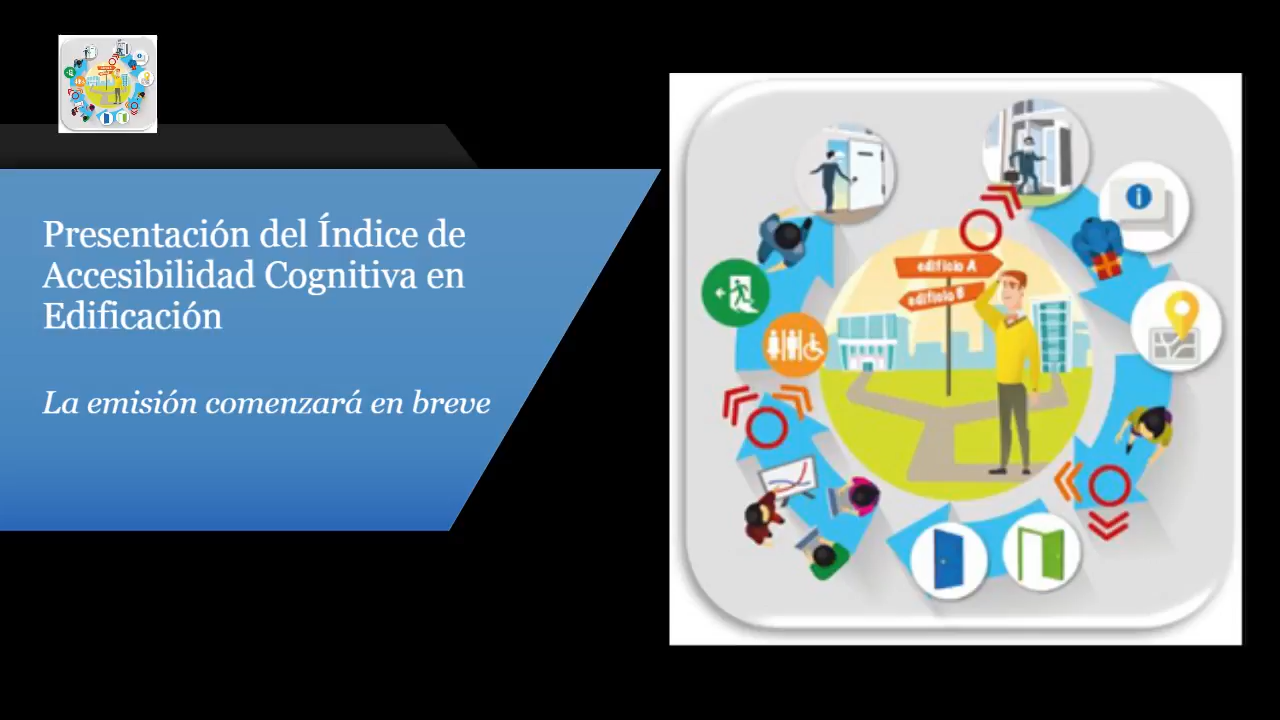 Presentación del Índice de
Accesibilidad Cognitiva en
Edificación
La emisión comenzará en breve
edificio A
edificio B
i